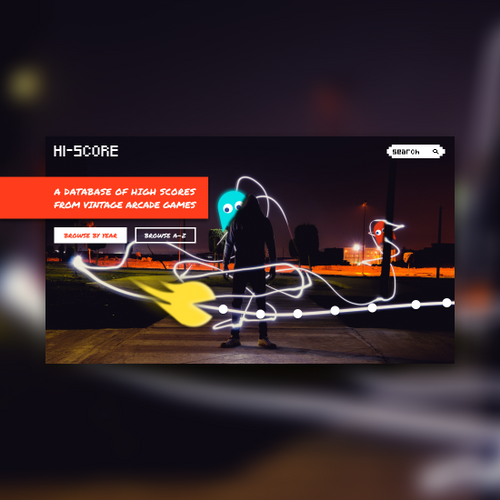 HI-SCORE
search
A DATABASE OF HIGH SCORES
FROM VINTAGE ARCADE GAMES
BROWSE BY YEAR
BROWSE A-Z